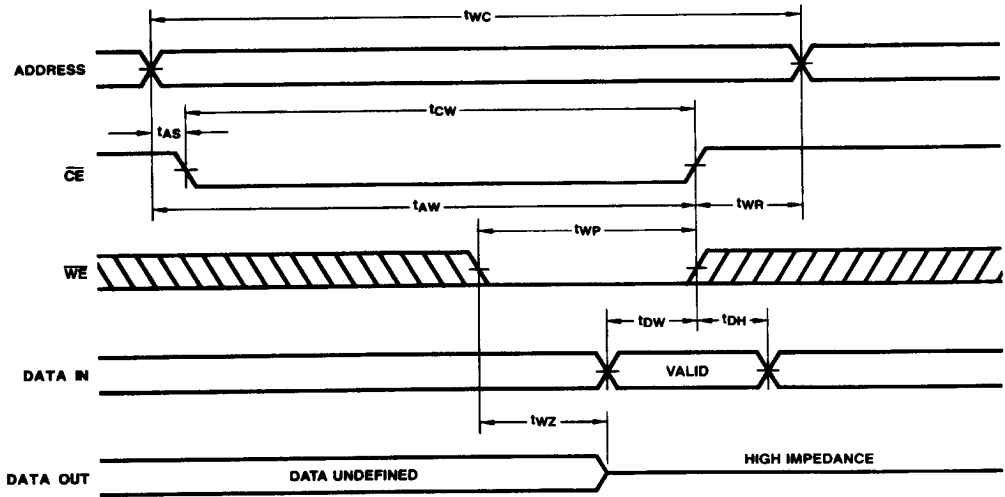 tWC
ADDRESS
tCW
tAS
CE
tAW
tWR
tWP
WE
tDW
tDH
DATA IN
VALID
tWZ
DATA OUT
DATA UNDEFINED
HIGH IMPEDANCE